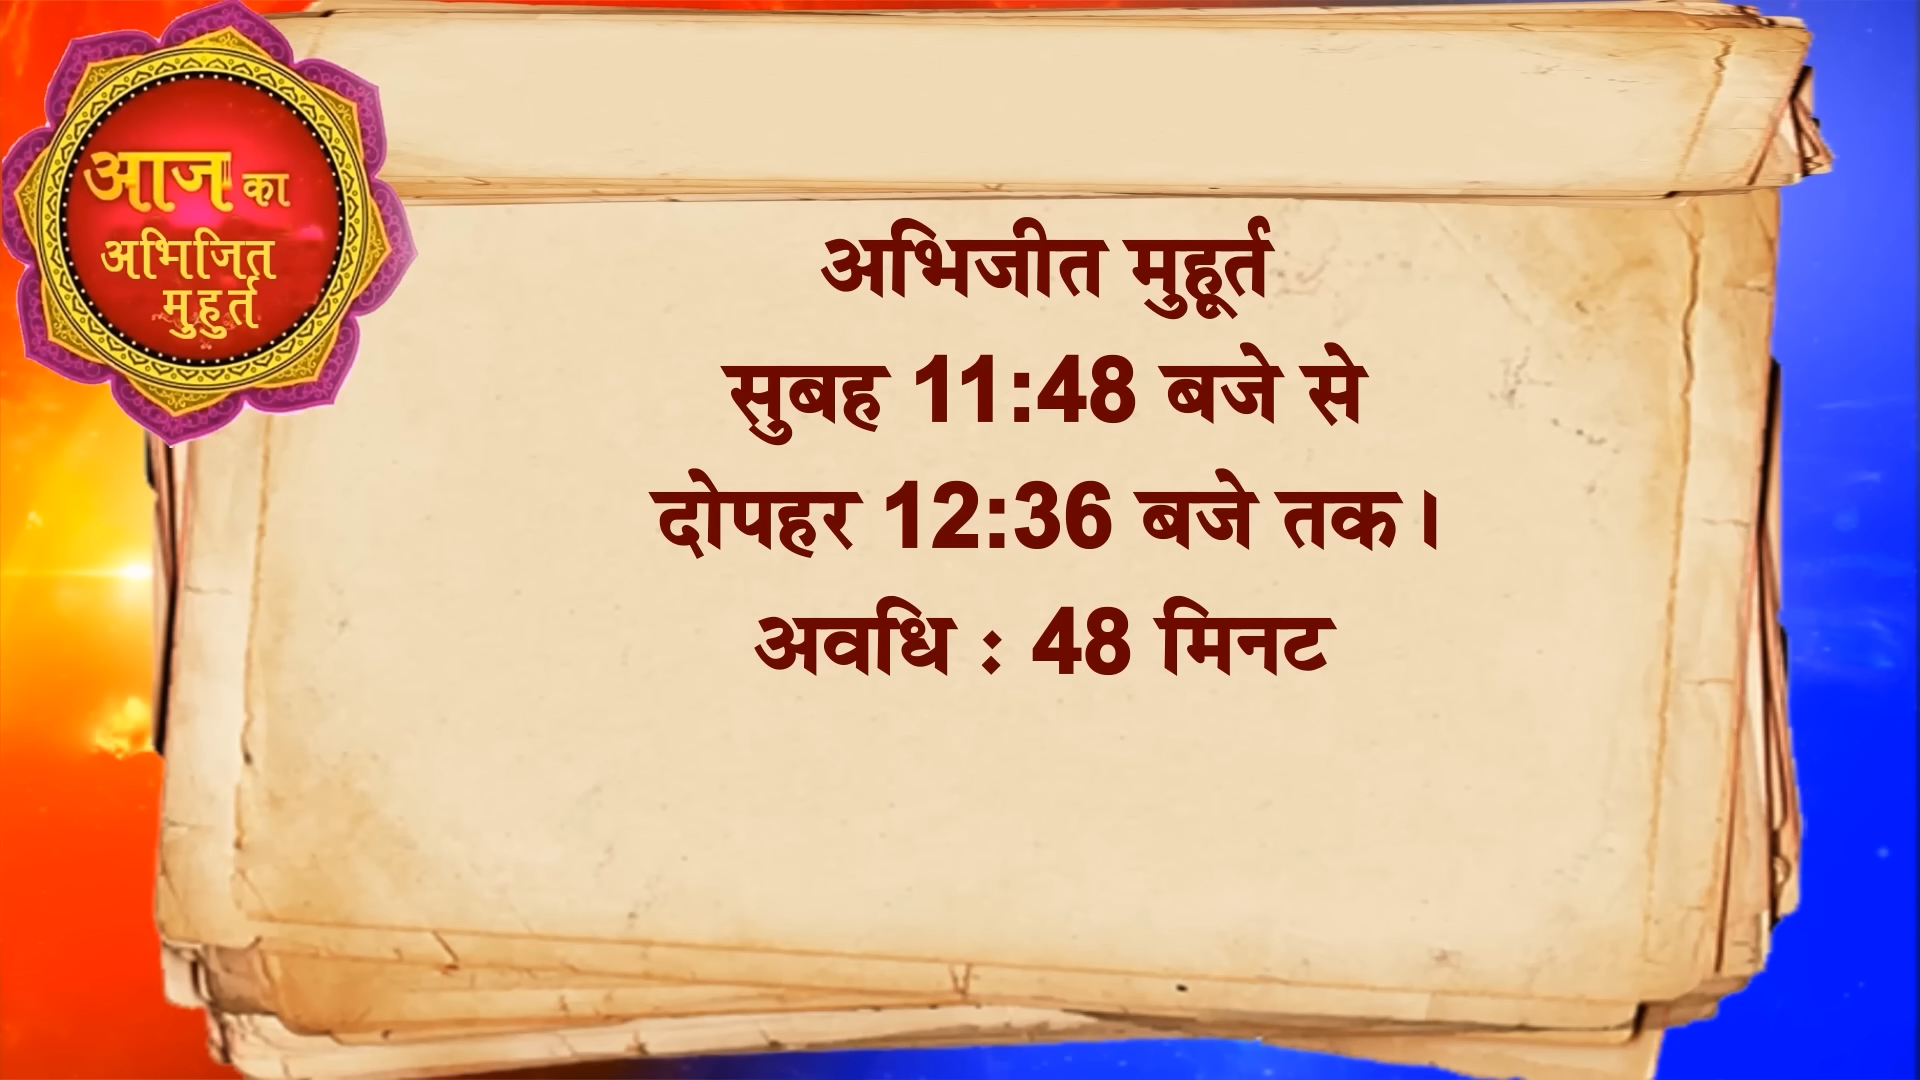 आज का
अभिजित
मुहुर्त
अभिजीत मुहूर्त
सुबह 11:48 बजे से
दोपहर 12:36 बजे तक।
अवधि : 48 मिनट